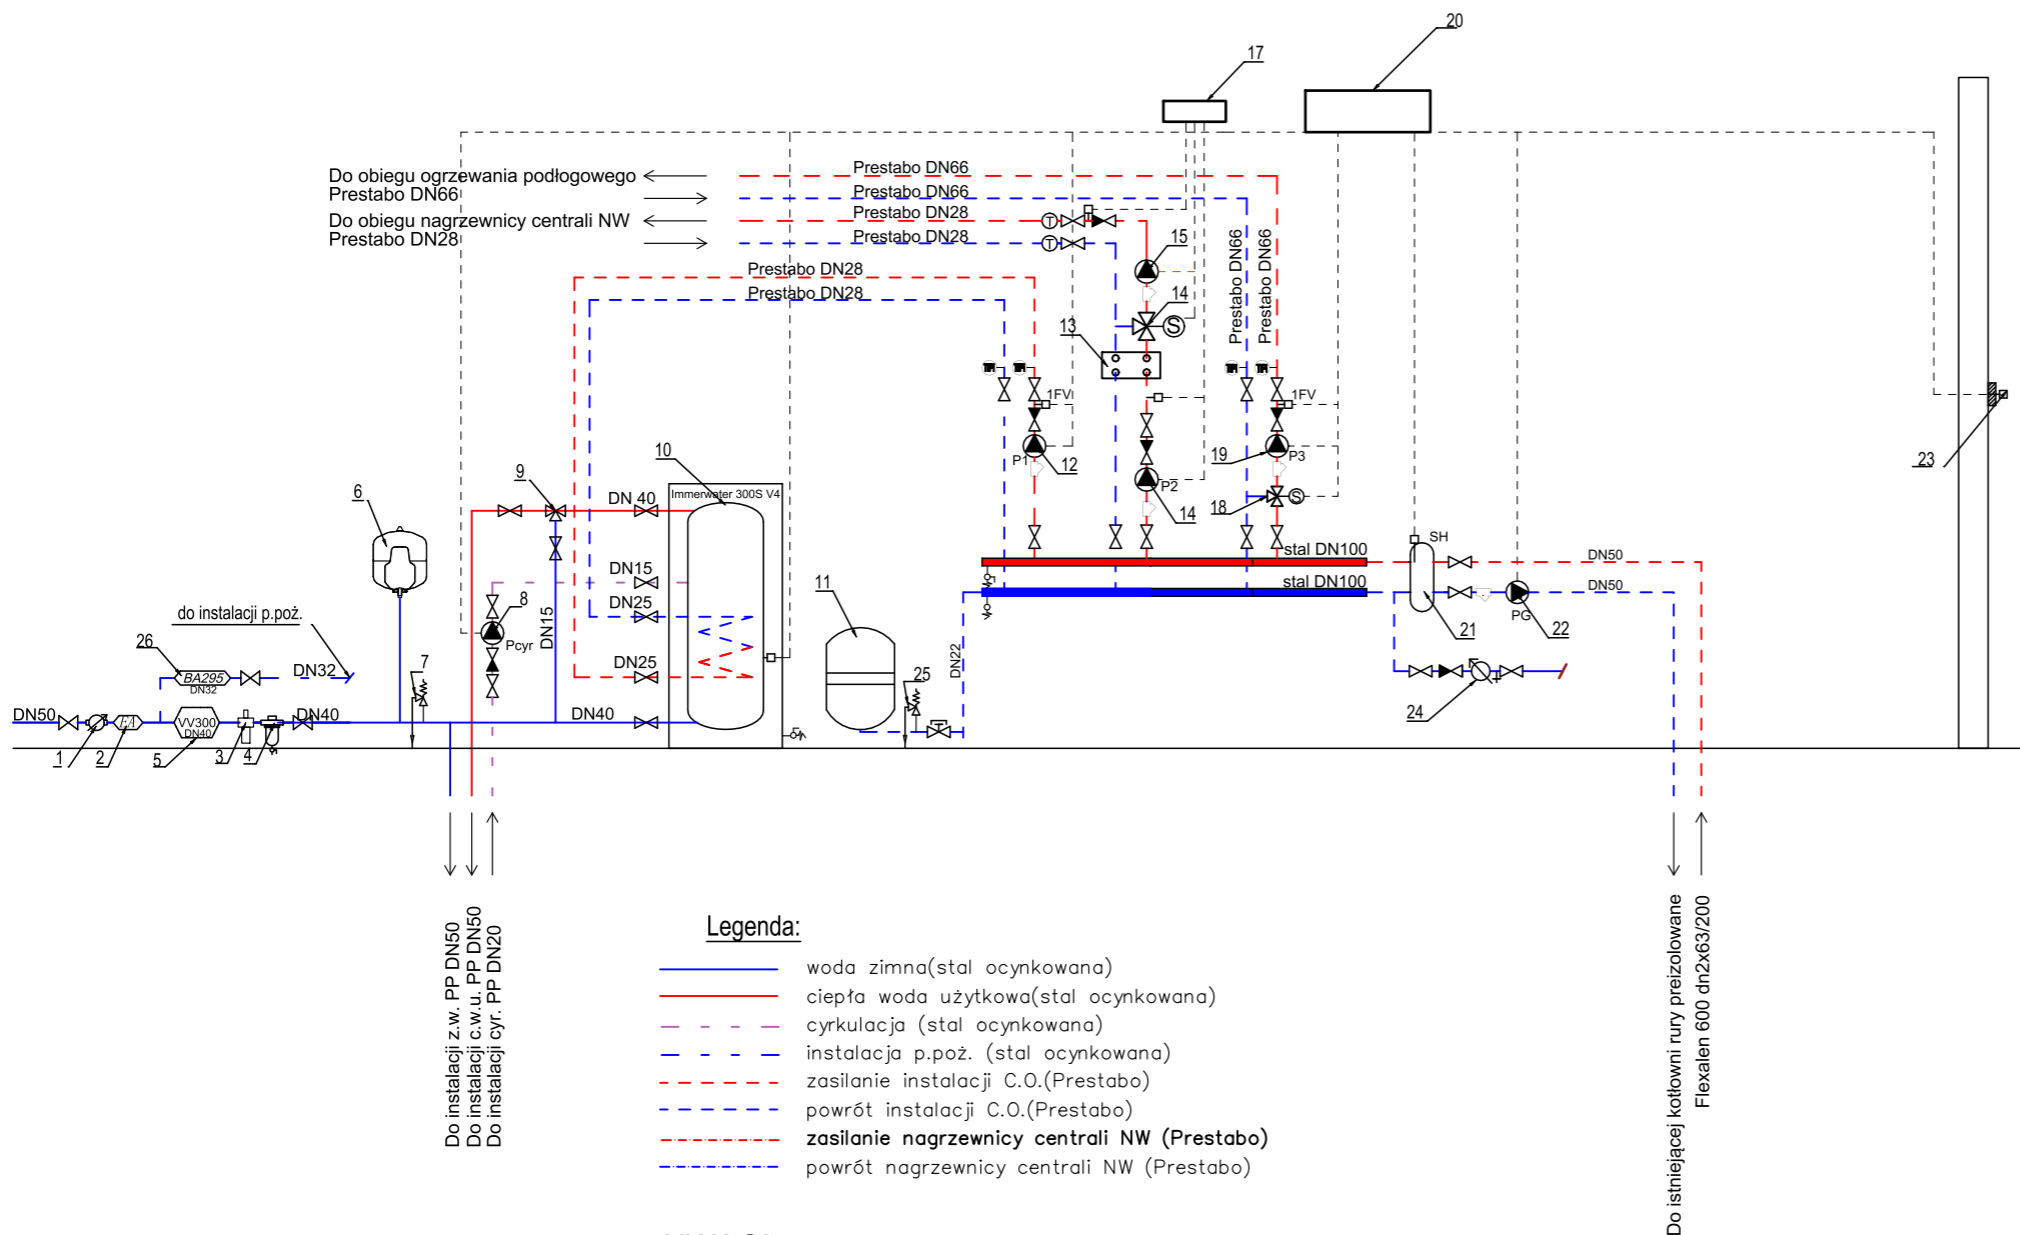 20
17
Prestabo DN66
Do obiegu ogrzewania podłogowego
Prestabo DN66
Prestabo DN66
Do obiegu nagrzewnicy centrali NW
Prestabo DN28
Prestabo DN28
Prestabo DN28
T
T
15
Prestabo DN66
Prestabo DN66
Prestabo DN28
Prestabo DN28
14
S
13
1FV
1FV
23
P1
12
19
P3
P2
14
18
S
9
10
6
DN 40
Immerwater 300S V4
stal DN100
SH
DN50
stal DN100
DN50
DN15
DN25
8
Pcyr
DN15
11
21
PG
22
do instalacji p.poż.
26
BA295
DN32
DN32
7
DN25
25
DN22
24
DN50
EA
VV300
DN40
DN40
DN40
1
2
5
3
4
Do instalacji z.w. PP DN50
Do instalacji c.w.u. PP DN50
Do instalacji cyr. PP DN20
Do istniejącej kotłowni rury preizolowane
Flexalen 600 dn2x63/200
Legenda:
woda zimna(stal ocynkowana)
ciepła woda użytkowa(stal ocynkowana)
cyrkulacja (stal ocynkowana)
instalacja p.poż. (stal ocynkowana)
zasilanie instalacji C.O.(Prestabo)
powrót instalacji C.O.(Prestabo)
zasilanie nagrzewnicy centrali NW (Prestabo)
powrót nagrzewnicy centrali NW (Prestabo)